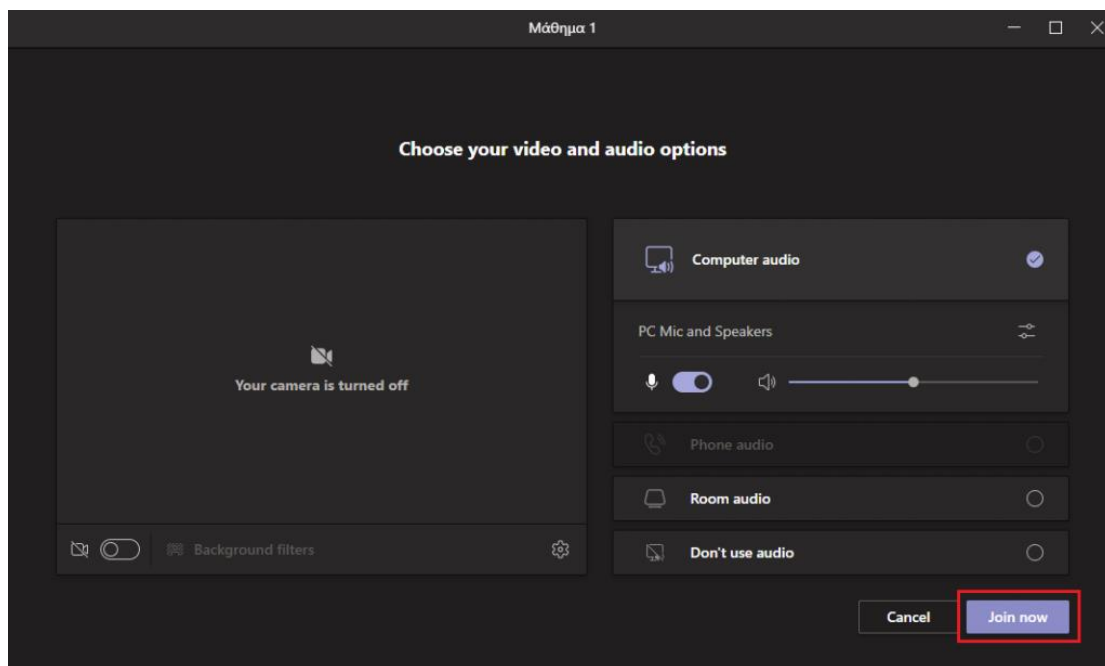 Μάθημα 1
Choose your video and audio options
Your camera is turned off
Background filters
Computer audio
PC Mic and Speakers
Phone audio
Room audio
Don't use audio
Cancel
Join now